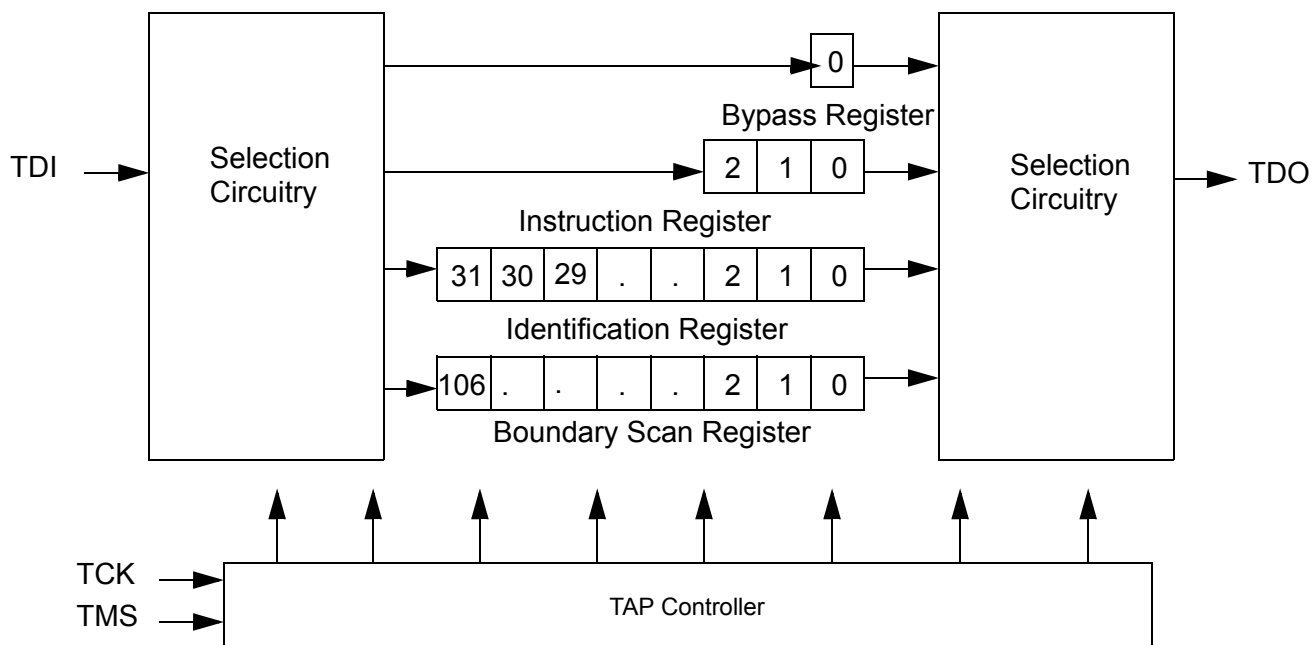 0
Bypass Register
TDI
Selection
Circuitry
2 1 0
Selection
Circuitry
TDO
Instruction Register
31 30 29 . . 2 1 0
Identification Register
106 . . . . 2 1 0
Boundary Scan Register
TCK
TMS
TAP Controller